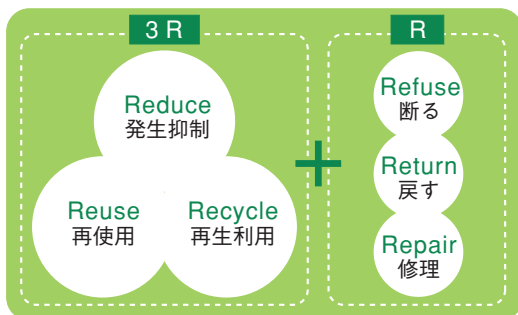 3 R
Reduce
発生抑制
Reuse
再使用
Recycle
再生利用
+
R
Refuse
断る
Return
戻す
Repair
修理